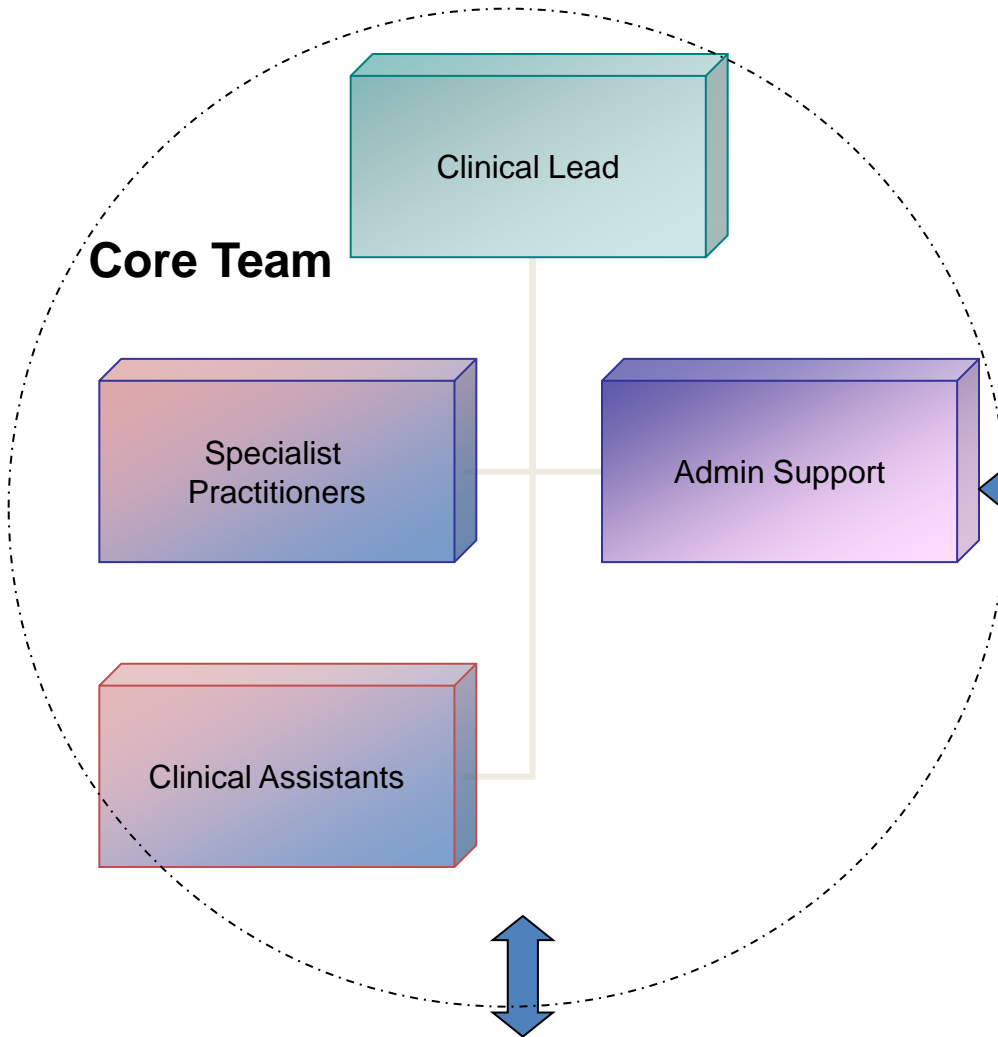 Clinical Lead
Core Team
Specialist
Practitioners
Admin Support
Clinical Assistants